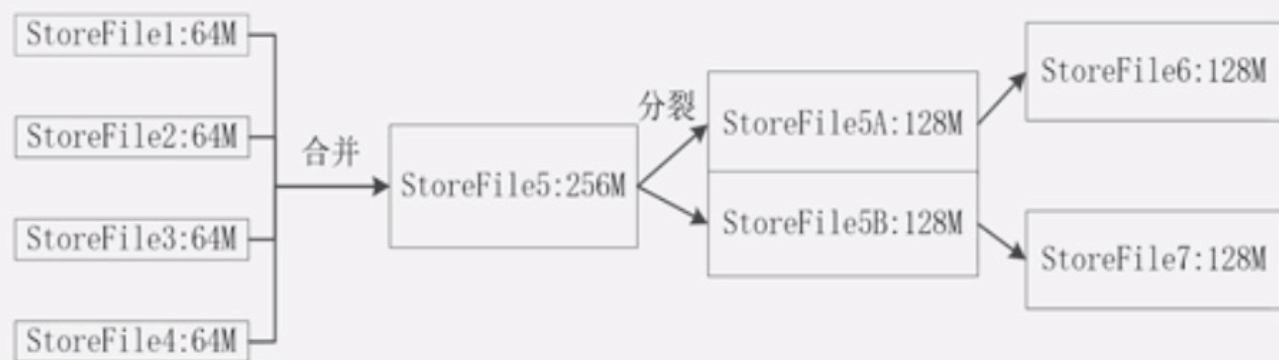 StoreFile1:64M
StoreFile2:64M
StoreFile3:64M
StoreFile4:64M
合并
StoreFile5:256M
分裂
StoreFile5A:128M
StoreFile5B:128M
StoreFile6:128M
StoreFile7:128M